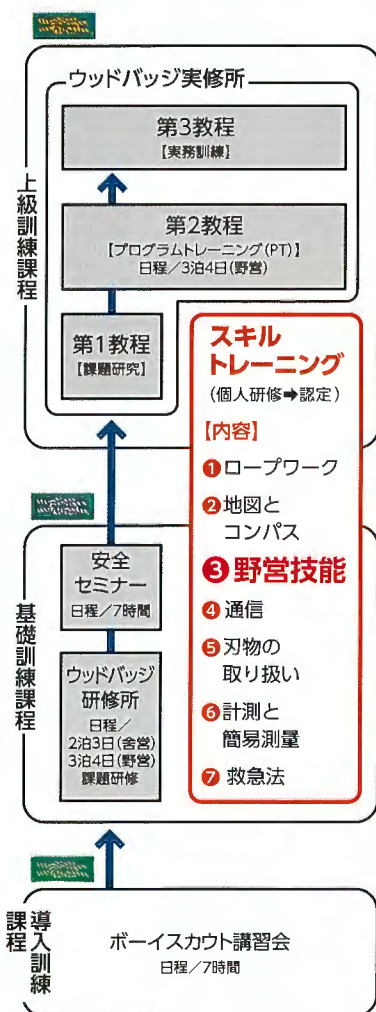 ウッドバッジ実修所
上級訓練課程
第3教程
【実務訓練】
第2教程
【プログラムトレーニング(PT)】
日程／3泊4日(野営)
第1教程
【課題研究】
スキル
トレーニング
(個人研修➡認定)
【内容】
❶ロープワーク
❷地図と
コンパス
❸野営技能
❹通信
❺刃物の
取り扱い
❻計測と
簡易測量
❼救急法
基礎訓練課程
安全
セミナー
日程／7時間
ウッドバッジ
研修所
日程／
2泊3日(舎営)
3泊4日(野営)
課題研修
導入訓練
課程
ボーイスカウト講習会
日程／7時間